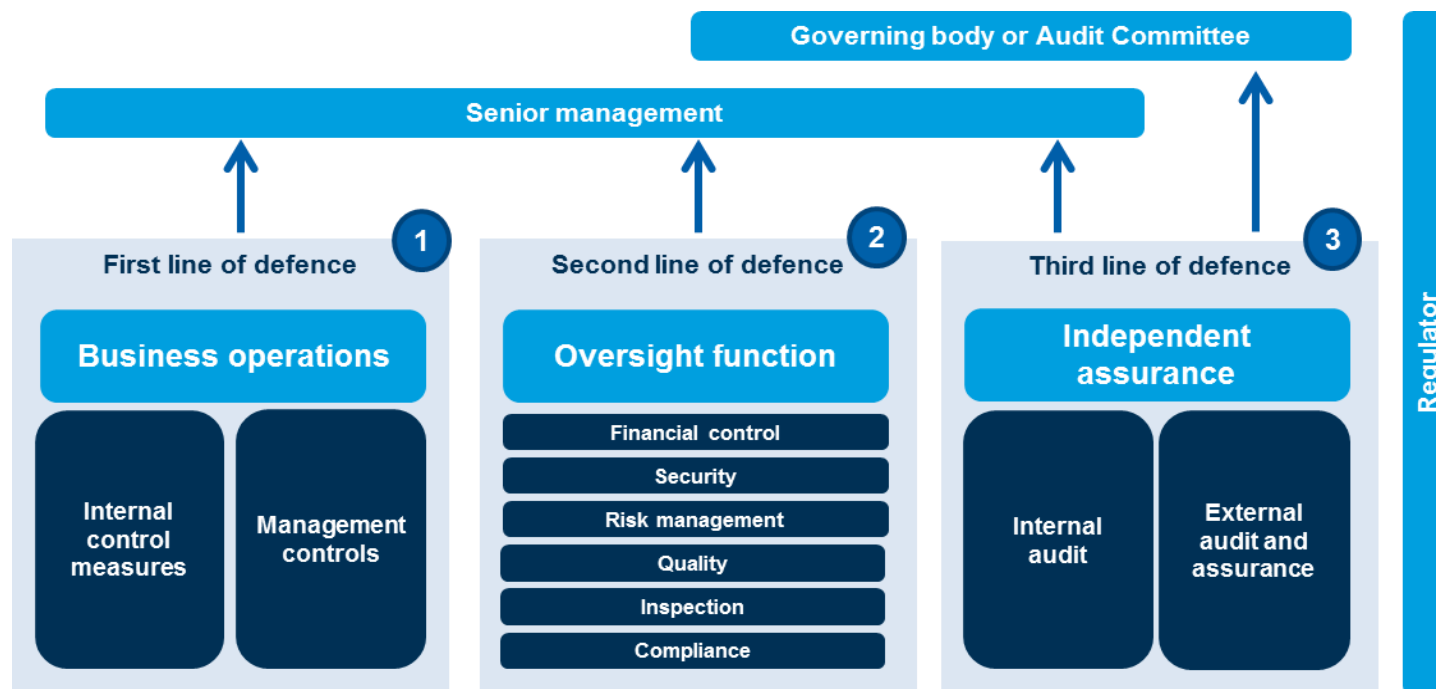 Governing body or Audit Committee
Senior management
1
First line of defence
Business operations
Internal
control
measures
Management
controls
2
Second line of defence
Oversight function
Financial control
Security
Risk management
Quality
Inspection
Compliance
3
Third line of defence
Independent
assurance
Internal
audit
External
audit and
assurance
Regulator